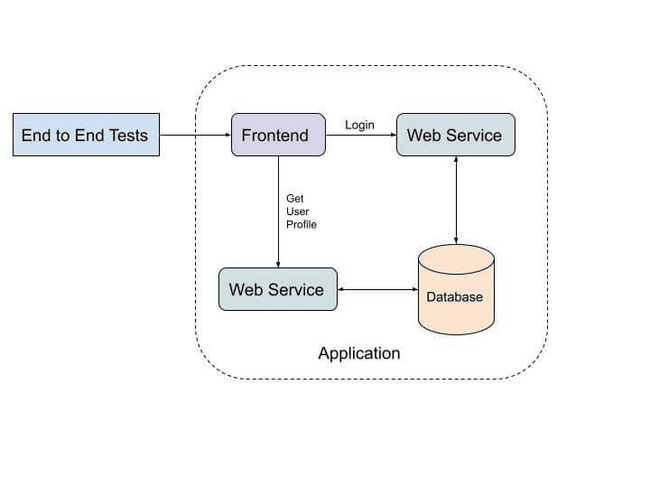 End to End Tests
Frontend
Login
Web Service
Get
User
Profile
Web Service
Database
Application